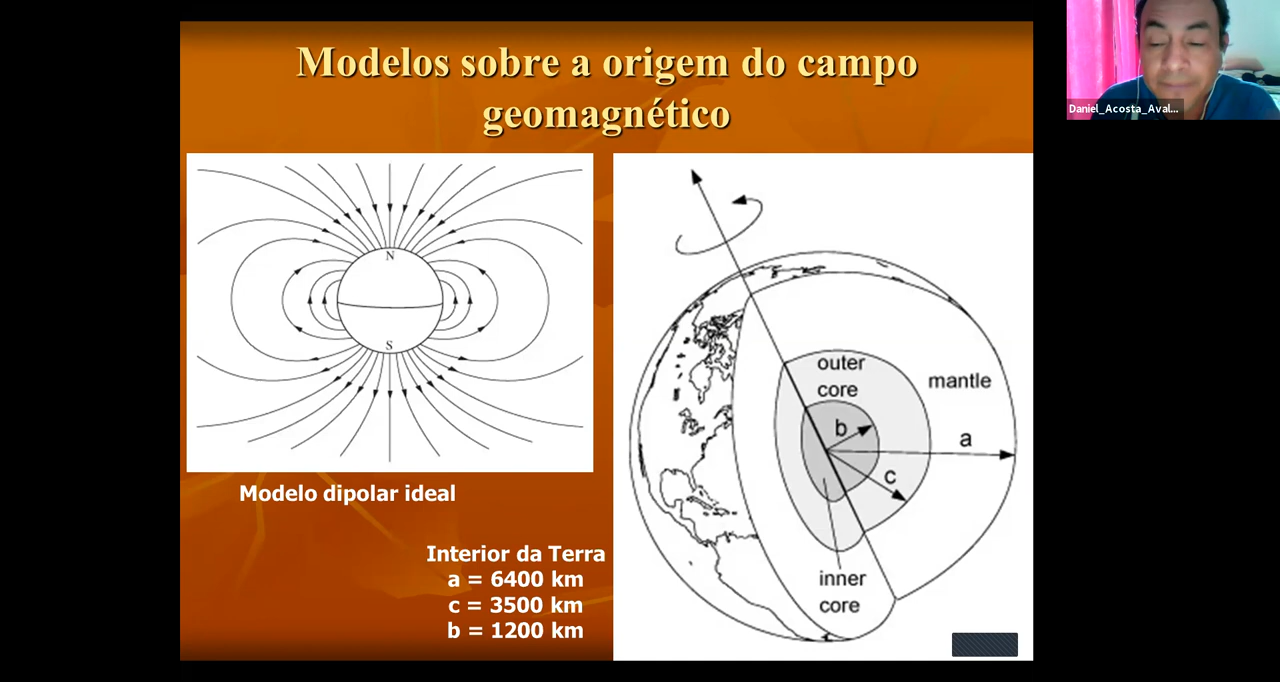 Modelos sobre a origem do campo
geomagnético
N
S
Modelo dipolar ideal
Interior da Terra
a = 6400 km
c = 3500 km
b = 1200 km
outer
core
mantle
b
a
c
inner
core
Daniel_Acosta_Aval...